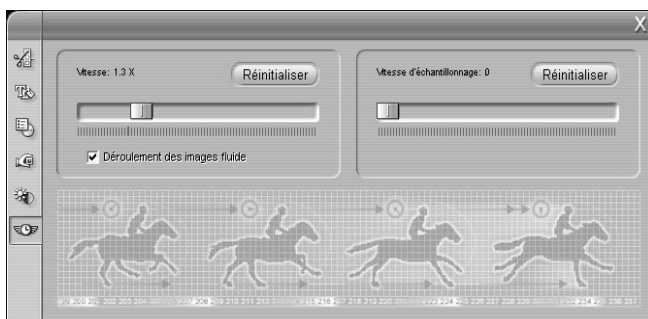 X
Vitesse: 1.3 X
Réinitialiser
Vitesse d'échantillonnage: 0
Réinitialiser
Déroulement des images fluide